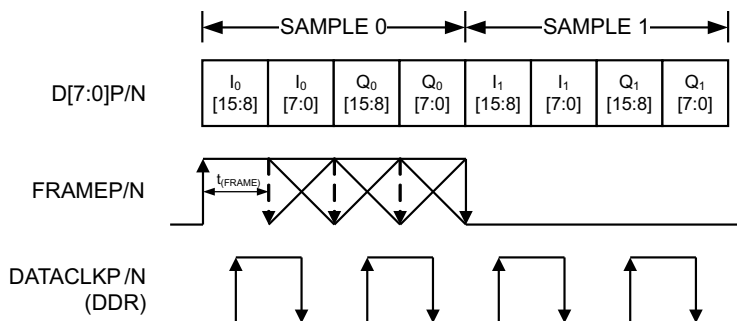 SAMPLE 0 SAMPLE 1
D[7:0]P/N
I0 I0 Q0 Q0 I1 I1 Q1 Q1
[15:8] [7:0] [15:8] [7:0] [15:8] [7:0] [15:8] [7:0]
t(FRAME)
FRAMEP/N
DATACLKP/N
(DDR)